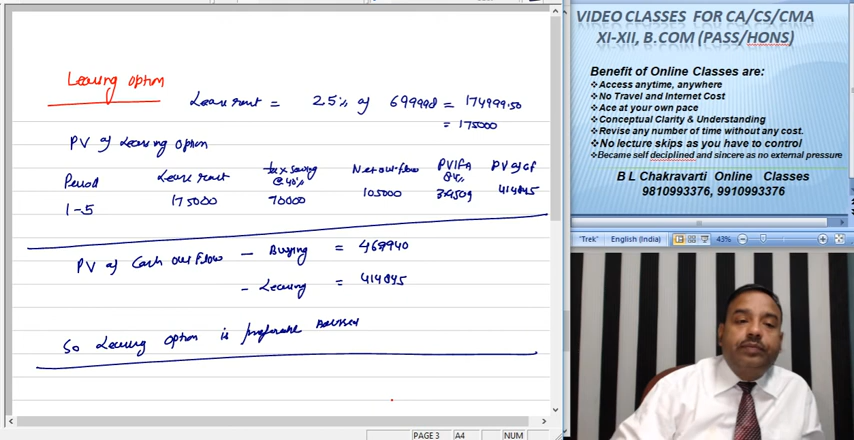 Leasing option
Lease rent = 25% of 699998 = 174999.50
= 175000
PV of Leasing Option
Period Lease rent tax saving @ 40% Net outflow PVIFA PV of CF
1-5 175000 70000 105000 414045
PV of Cash outflow - Buying = 469940
- Leasing = 414045
So Leasing option is preferable
PAGE 3 A4 NUM
VIDEO CLASSES FOR CA/CS/CMA
XI-XII, B.COM (PASS/HONS)
Benefit of Online Classes are:
❖Access anytime, anywhere
❖No Travel and Internet Cost
❖Ace at your own pace
❖Conceptual Clarity & Understanding
❖Revise any number of time without any cost.
❖No lecture skips as you have to control
❖Became self deciplined and sincere as no external pressure
B L Chakravarti Online Classes
9810993376, 9910993376
"Trek" English (India) 43%